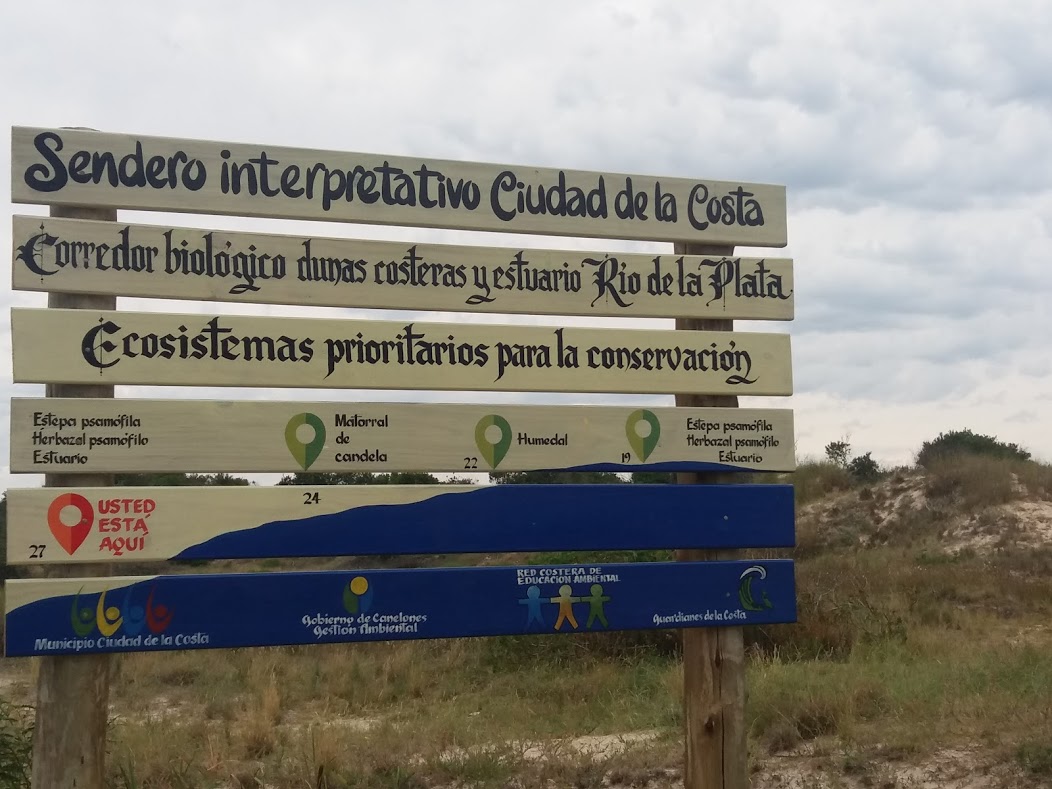 Sendero interpretativo Ciudad de la Costa
Corredor biológico dunas costeras y estuario Río de la Plata
Ecosistemas prioritarios para la conservación
Estepa psamófila
Herbazal psamófilo
Estuario
Matorral
de
candela
22
Humedal
19
Estepa psamófila
Herbazal psamófilo
Estuario
27
USTED
ESTÁ
AQUÍ
24
Municipio Ciudad de la Costa
Gobierno de Canelones
Gestión Ambiental
RED COSTERA DE
EDUCACION AMBIENTAL
Guardianes de la Costa